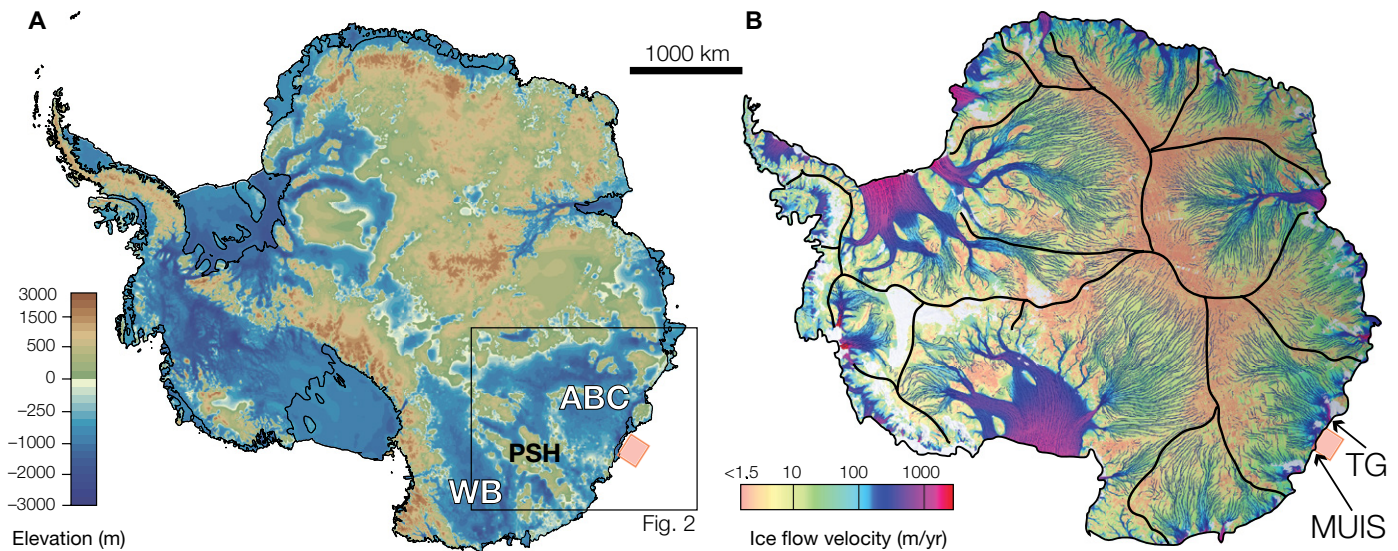 A
B
1000 km
3000
1500
500
0
–250
–1000
–2000
–3000
Elevation (m)
ABC
PSH
WB
Fig. 2
<1.5 10 100 1000
Ice flow velocity (m/yr)
TG
MUIS